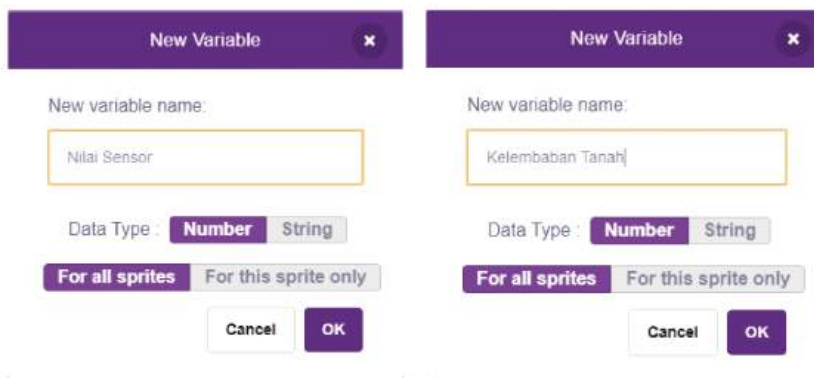 New Variable
×
New variable name:
Nilai Sensor
Data Type : Number String
For all sprites For this sprite only
Cancel OK
New Variable
×
New variable name:
Kelembaban Tanah
Data Type : Number String
For all sprites For this sprite only
Cancel OK